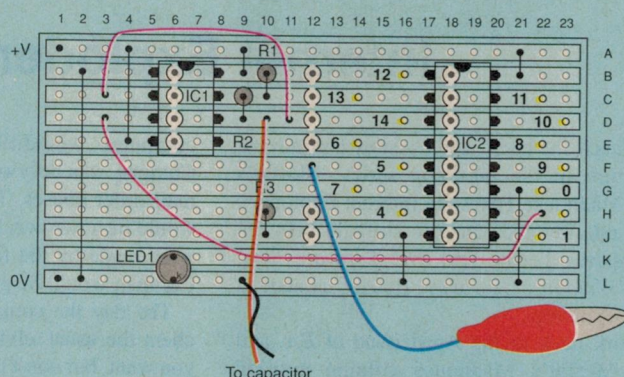 1 2 3 4 5 6 7 8 9 10 11 12 13 14 15 16 17 18 19 20 21 22 23
+V R1 A
12 B
IC1 13 11 C
14 10 D
R2 6 IC2 8 E
5 9 F
R3 7 0 G
4 H
1 J
LED1 K
0V L
To capacitor